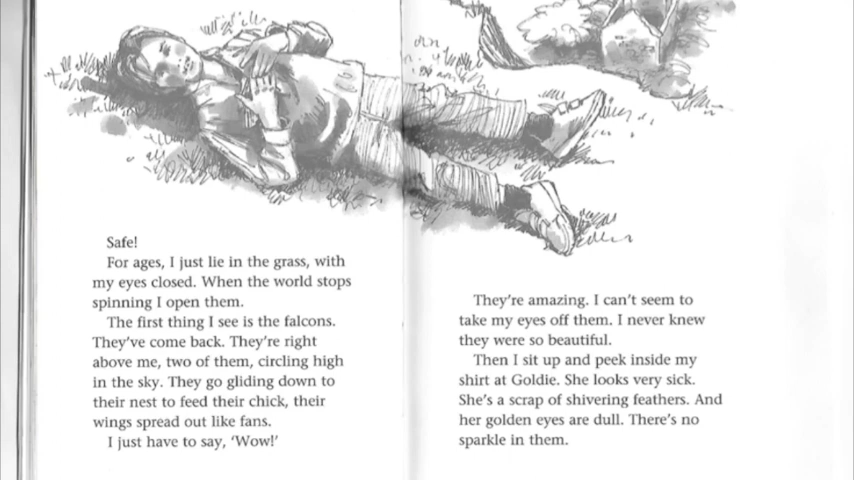 Safe!
For ages, I just lie in the grass, with
my eyes closed. When the world stops
spinning I open them.
The first thing I see is the falcons.
They've come back. They're right
above me, two of them, circling high
in the sky. They go gliding down to
their nest to feed their chick, their
wings spread out like fans.
I just have to say, ‘Wow!’
They're amazing. I can't seem to
take my eyes off them. I never knew
they were so beautiful.
Then I sit up and peek inside my
shirt at Goldie. She looks very sick.
She's a scrap of shivering feathers. And
her golden eyes are dull. There's no
sparkle in them.